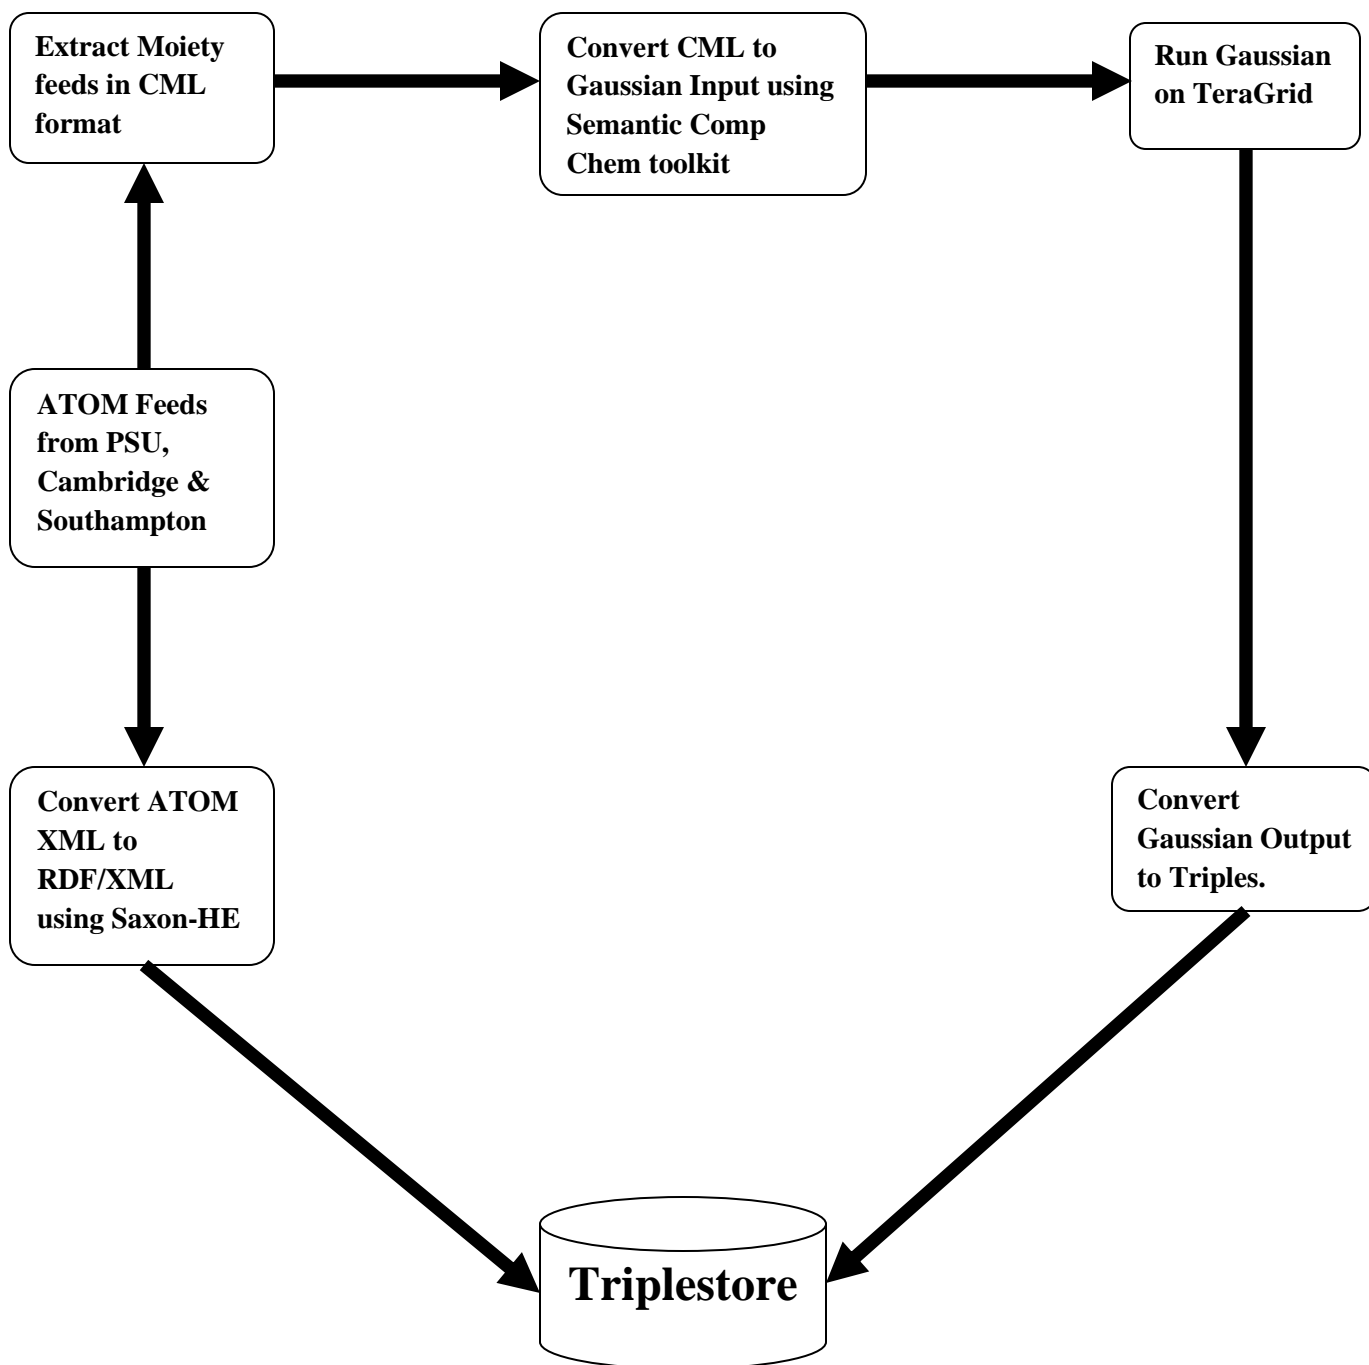 Extract Moiety
feeds in CML
format
Convert CML to
Gaussian Input using
Semantic Comp
Chem toolkit
Run Gaussian
on TeraGrid
ATOM Feeds
from PSU,
Cambridge &
Southampton
Convert ATOM
XML to
RDF/XML
using Saxon-HE
Convert
Gaussian Output
to Triples.
Triplestore